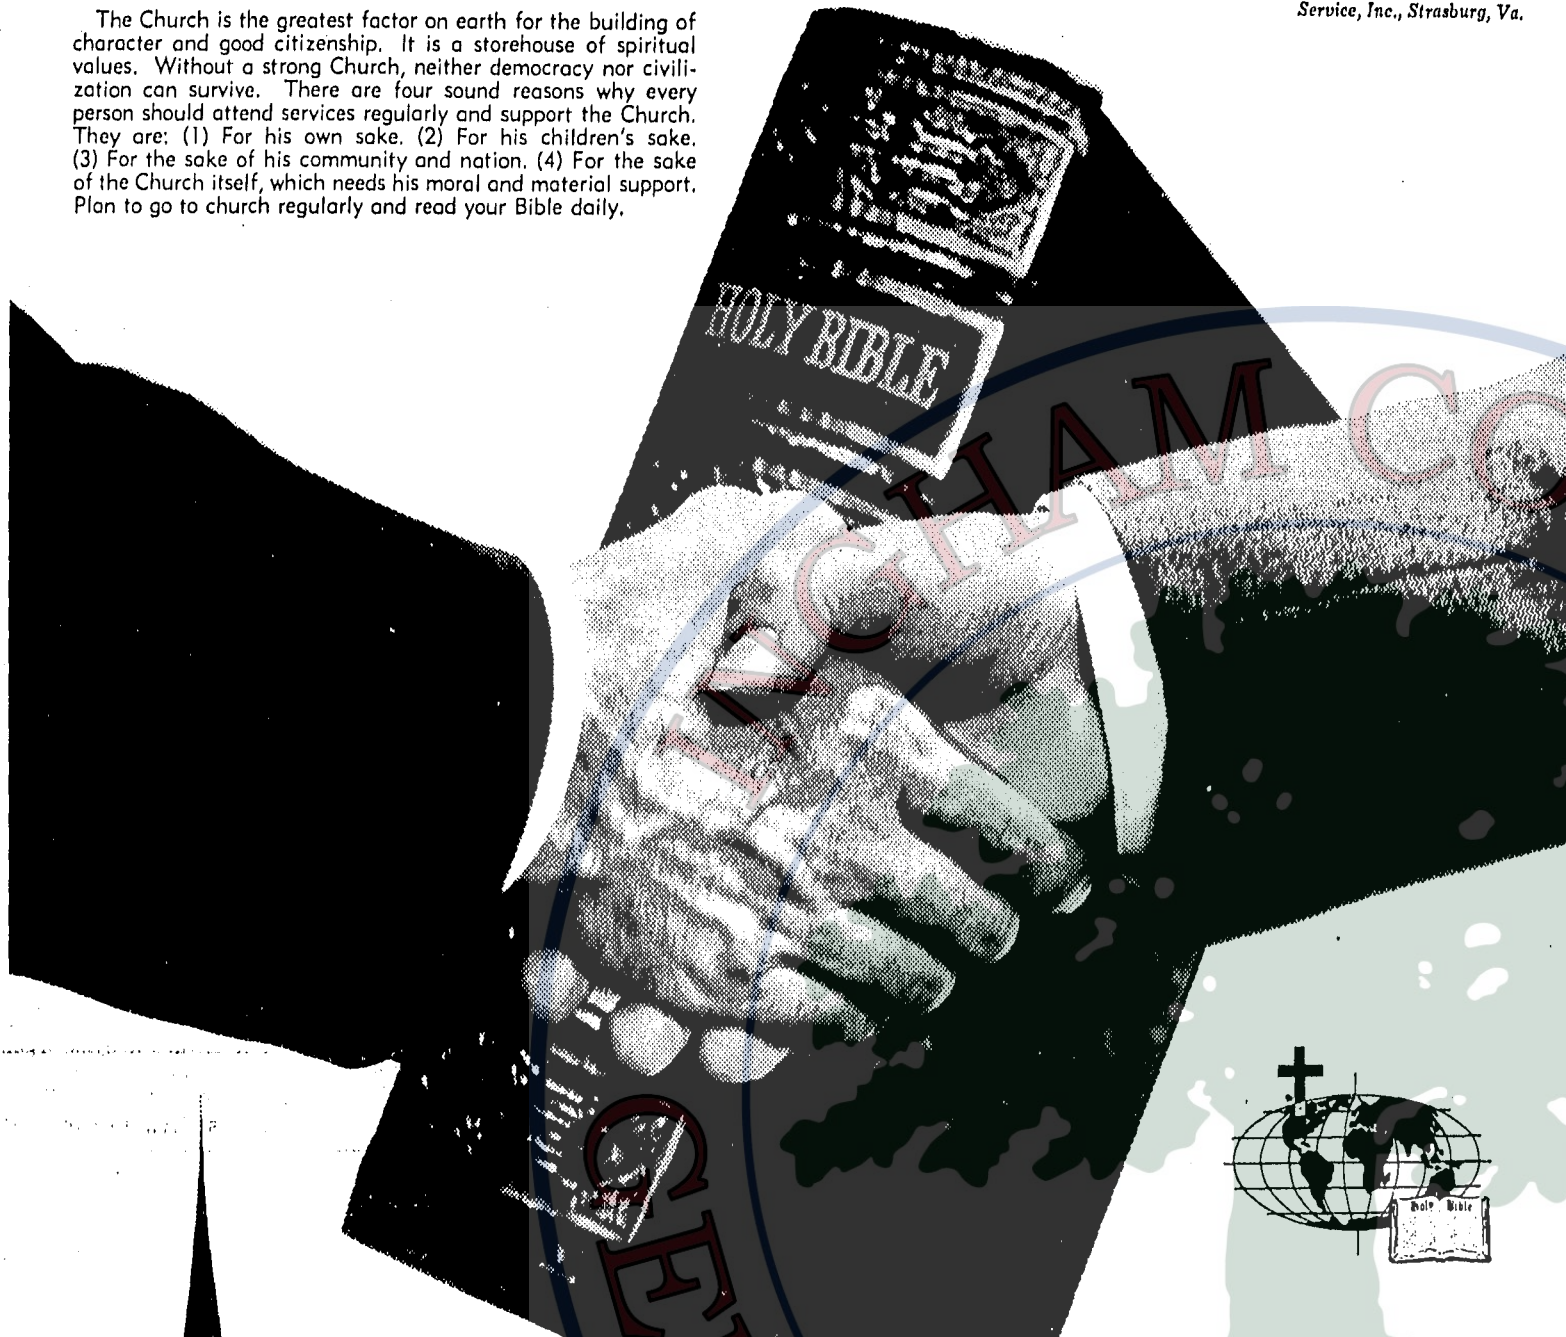 The Church is the greatest factor on earth for the building of
character and good citizenship. It is a storehouse of spiritual
values. Without a strong Church, neither democracy nor civili-
zation can survive. There are four sound reasons why every
person should attend services regularly and support the Church.
They are: (1) For his own sake. (2) For his children's sake.
(3) For the sake of his community and nation. (4) For the sake
of the Church itself, which needs his moral and material support.
Plan to go to church regularly and read your Bible daily.
Service, Inc., Strasburg, Va.
HOLY BIBLE
INGHAM CO
GE
Holy Bible